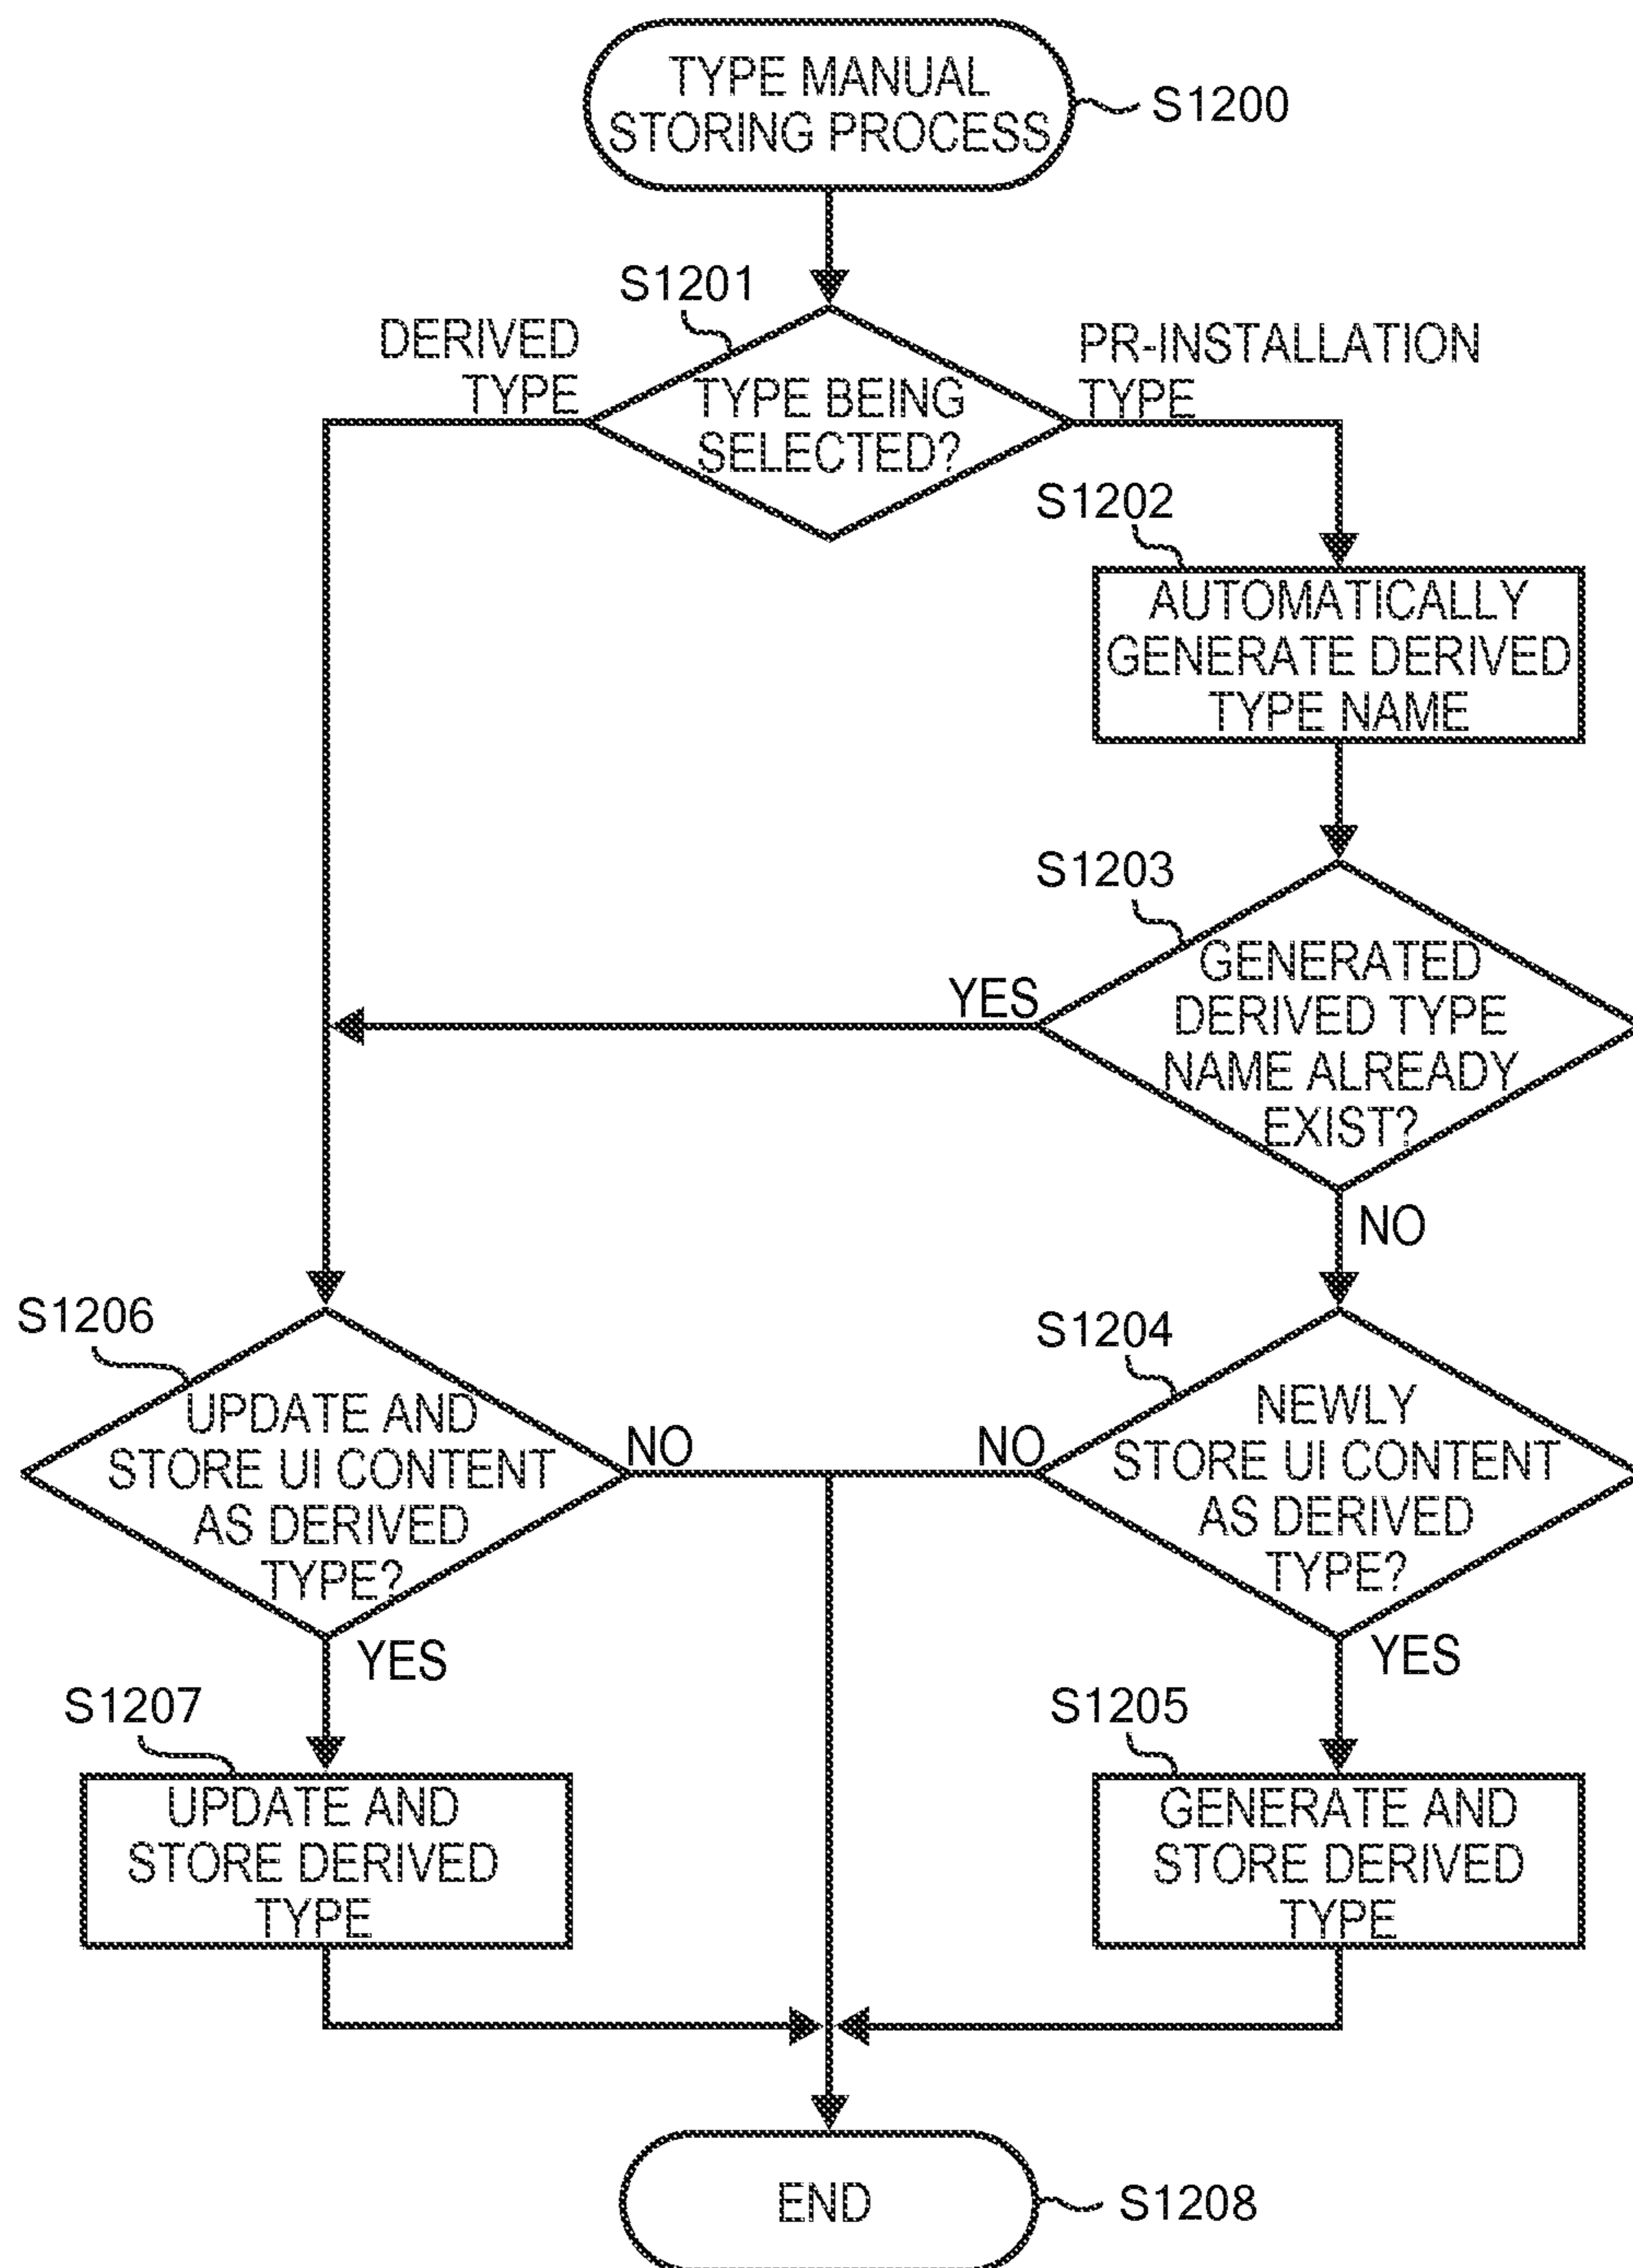 TYPE MANUAL
STORING PROCESS
S1200
S1201
DERIVED
TYPE
PR-INSTALLATION
TYPE
TYPE BEING
SELECTED?
S1202
AUTOMATICALLY
GENERATE DERIVED
TYPE NAME
S1203
GENERATED
DERIVED TYPE
NAME ALREADY
EXIST?
YES
NO
S1206
UPDATE AND
STORE UI CONTENT
AS DERIVED
TYPE?
NO
YES
S1204
NEWLY
STORE UI CONTENT
AS DERIVED
TYPE?
NO
YES
S1207
UPDATE AND
STORE DERIVED
TYPE
S1205
GENERATE AND
STORE DERIVED
TYPE
END
S1208